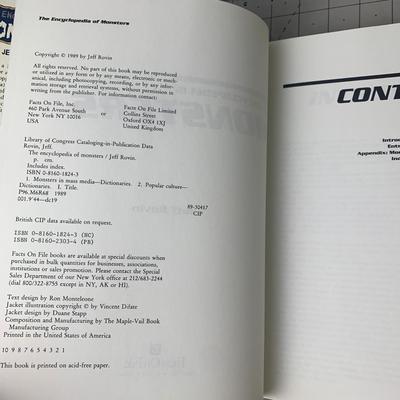 The Encyclopedia of Monsters
Copyright © 1989 by Jeff Rovin
All rights reserved. No part of this book may be reproduced
or utilized in any form or by any means, electronic or mech-
anical, including photocopying, recording, or by any infor-
mation storage and retrieval systems, without permission in
writing from the publisher. For information contact:
Facts On File, Inc.
460 Park Avenue South
New York NY 10016
USA
or
Facts On File Limited
Collins Street
Oxford OX4 1XJ
United Kingdom
Library of Congress Cataloging-in-Publication Data
Rovin, Jeff.
The encyclopedia of monsters / Jeff Rovin.
p. cm.
Includes index.
ISBN 0-8160-1824-3
1. Monsters in mass media—Dictionaries. 2. Popular culture—
Dictionaries. I. Title.
P96.M6R68 1989
001.9'44—dc19
89-30417
CIP
British CIP data available on request.
ISBN 0-8160-1824-3 (HC)
ISBN 0-8160-2303-4 (PB)
Facts On File books are available at special discounts when
purchased in bulk quantities for businesses, associations,
institutions or sales promotion. Please contact the Special
Sales Department of our New York office at 212/683-2244
(dial 800/322-8755 except in NY, AK or HI).
Text design by Ron Monteleone
Jacket illustration copyright © by Vincent DiFate
Jacket design by Duane Stapp
Composition and Manufacturing by The Maple-Vail Book
Manufacturing Group
Printed in the United States of America
10 9 8 7 6 5 4 3 2 1
This book is printed on acid-free paper.
CONT
Introd
Entr
Appendix: Mor
Ind